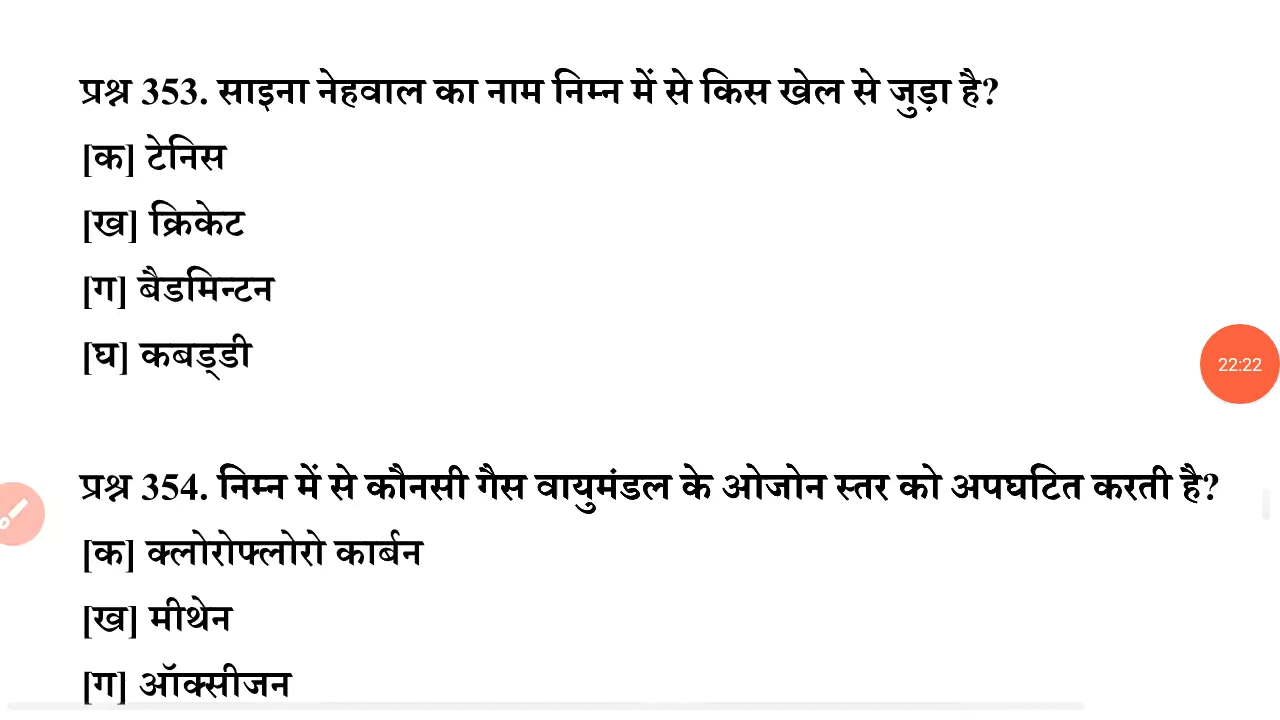 प्रश्न 353. साइना नेहवाल का नाम निम्न में से किस खेल से जुड़ा है?
[क] टेनिस
[ख] क्रिकेट
[ग] बैडमिन्टन
[घ] कबड्डी
22:22
प्रश्न 354. निम्न में से कौनसी गैस वायुमंडल के ओजोन स्तर को अपघटित करती है?
[क] क्लोरोफ्लोरो कार्बन
[ख] मीथेन
[ग] ऑक्सीजन